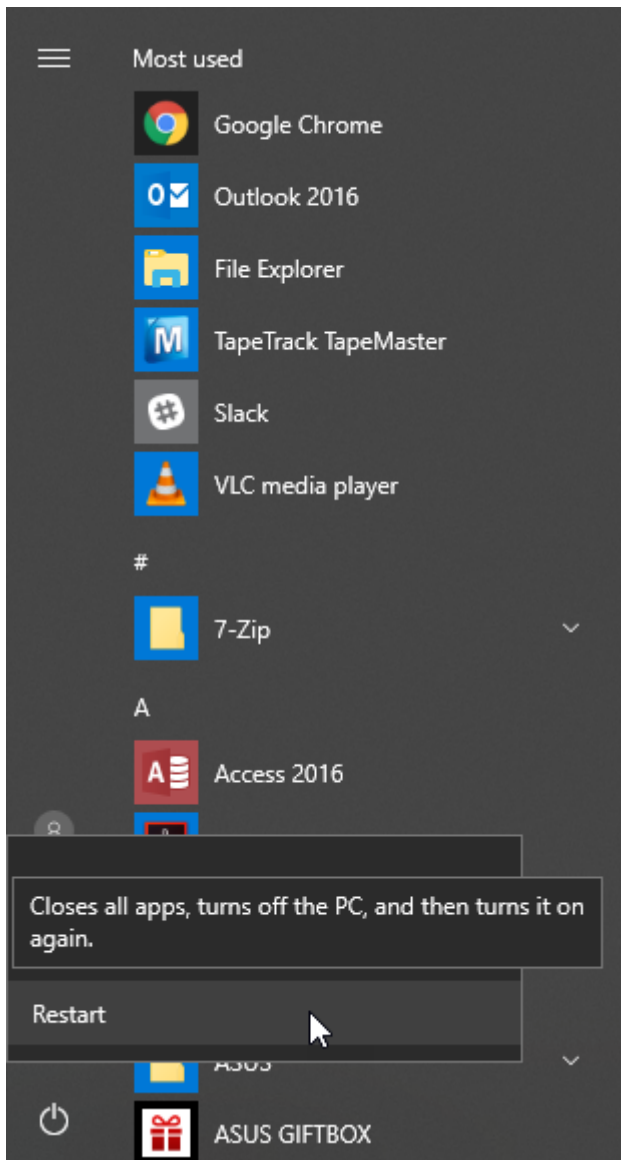 Most used
Google Chrome
Outlook 2016
File Explorer
TapeTrack TapeMaster
Slack
VLC media player
#
7-Zip
A
Access 2016
Closes all apps, turns off the PC, and then turns it on
again.
Restart
ASUS
ASUS GIFTBOX